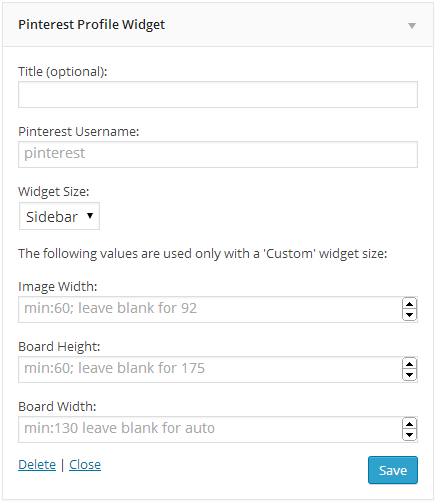 Pinterest Profile Widget
Title (optional):
Pinterest Username:
pinterest
Widget Size:
Sidebar
The following values are used only with a 'Custom' widget size:
Image Width:
min:60; leave blank for 92
Board Height:
min:60; leave blank for 175
Board Width:
min:130 leave blank for auto
Delete | Close
Save